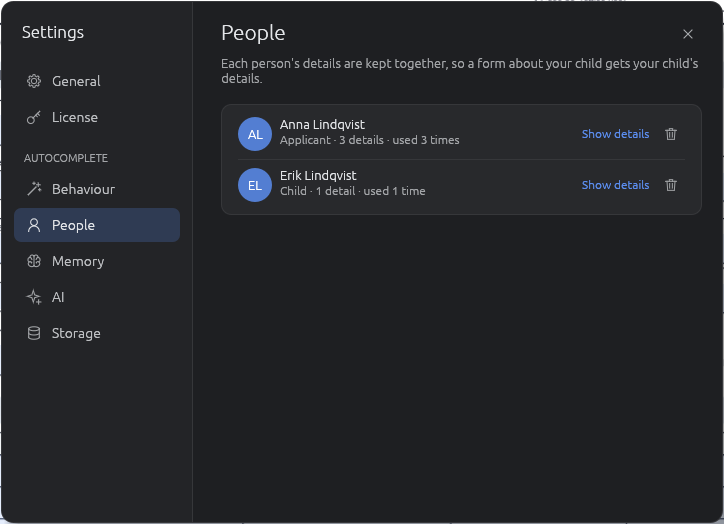 Settings
General
License
AUTOCOMPLETE
Behaviour
People
Memory
AI
Storage
People
Each person's details are kept together, so a form about your child gets your child's
details.
AL
Anna Lindqvist
Applicant · 3 details · used 3 times
Show details
EL
Erik Lindqvist
Child · 1 detail · used 1 time
Show details